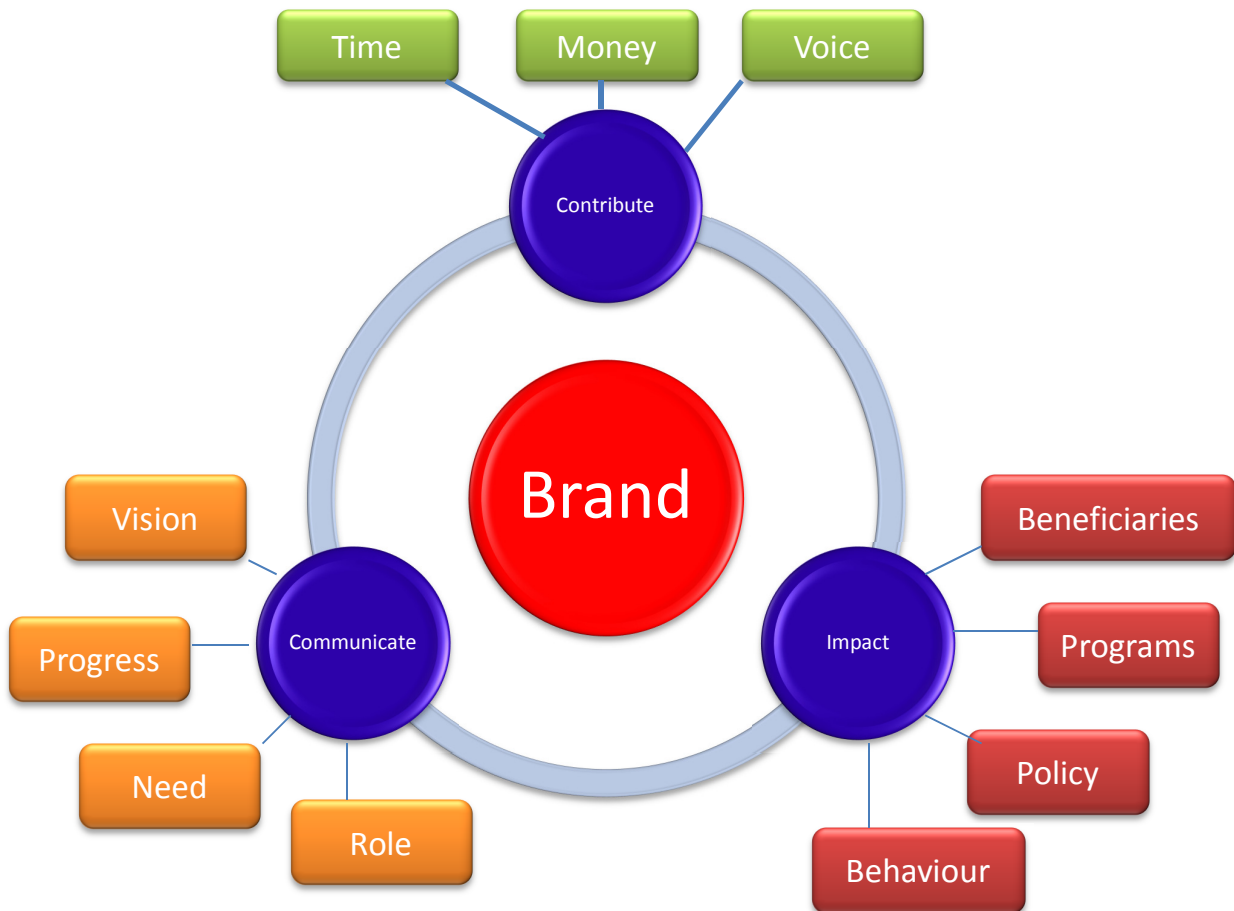 Time
Money
Voice
Contribute
Brand
Vision
Progress
Communicate
Need
Role
Impact
Beneficiaries
Programs
Policy
Behaviour